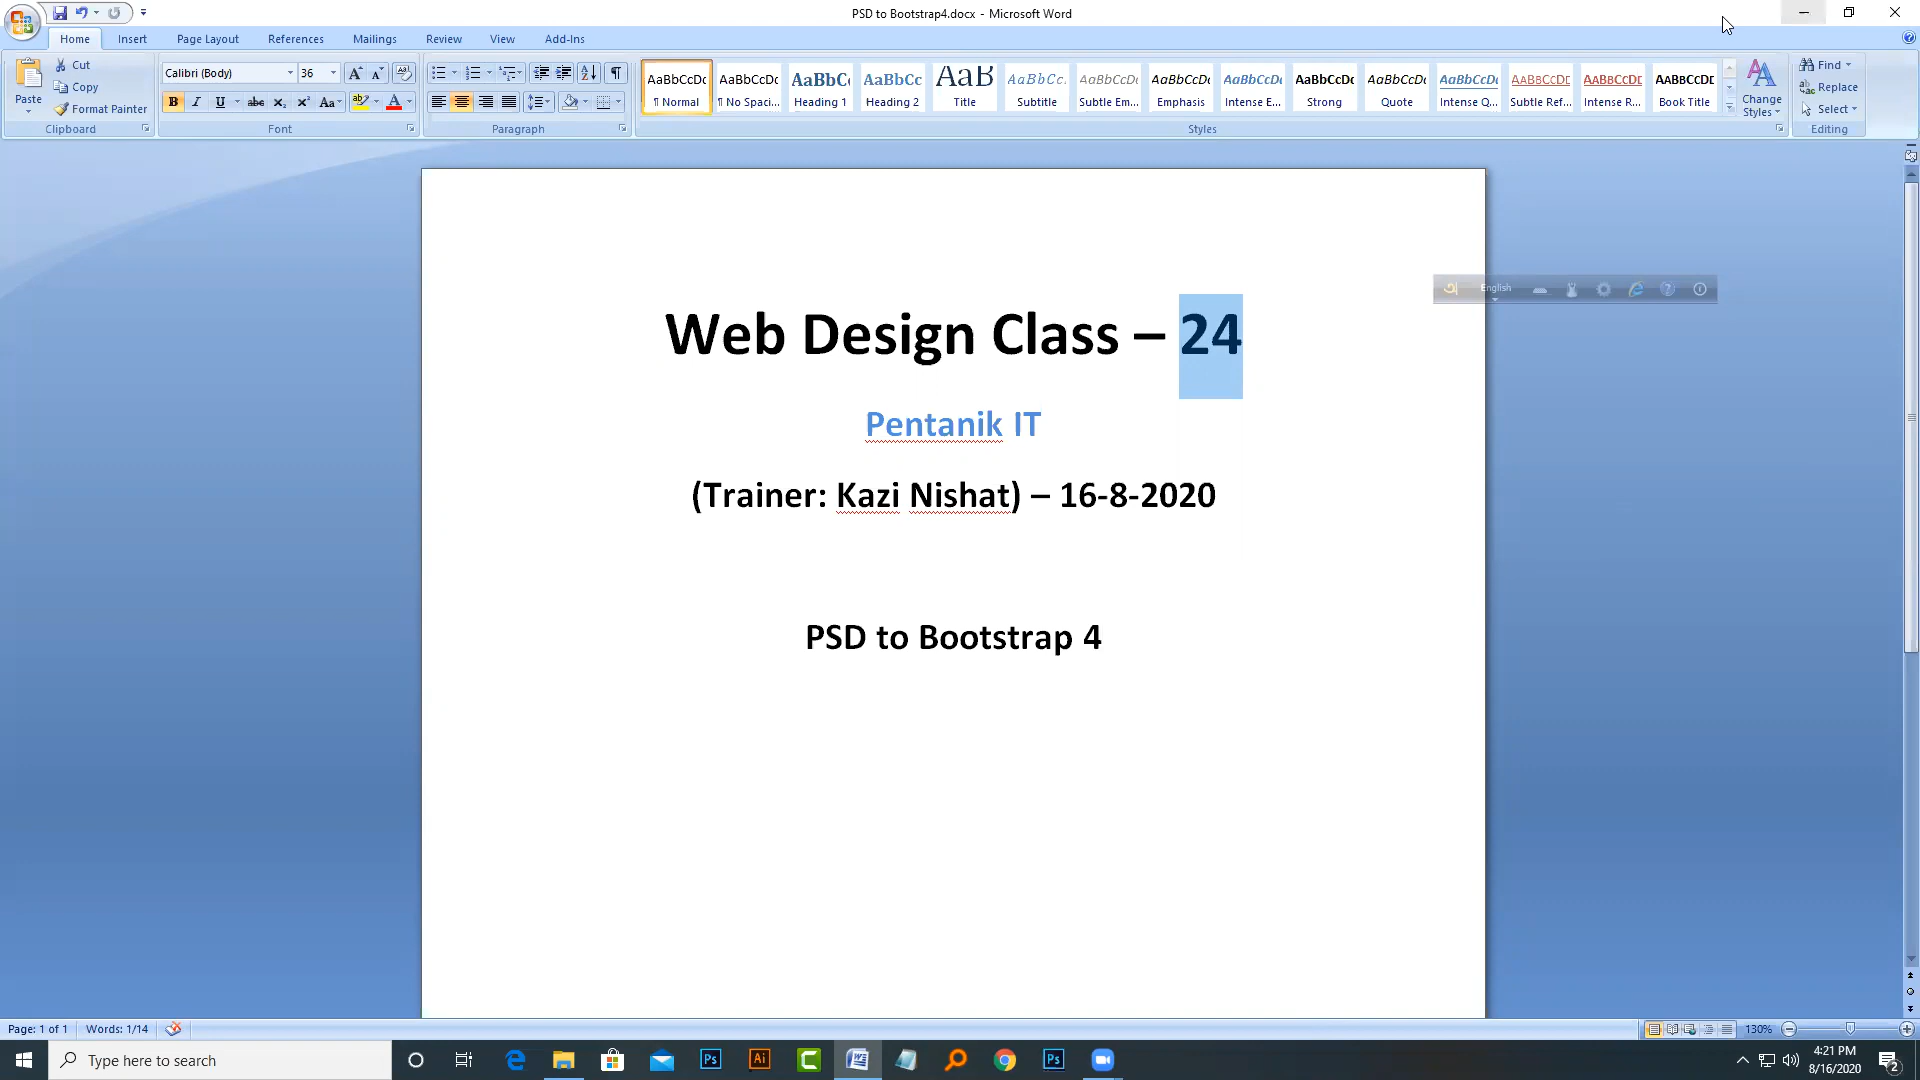 PSD to Bootstrap4.docx - Microsoft Word
Home Insert Page Layout References Mailings Review View Add-Ins
Paste
Cut
Copy
Format Painter
Clipboard
Calibri (Body) 36
Font
Paragraph
AaBbCcDc AaBbCcDc AaBbCc AaBbCc AaB AaBbCc. AaBbCcDc AaBbCcDc AaBbCcDc AaBbCcDc AaBbCcDc AaBbCcDc AABBCCDD AABBCCDD AABBCCDD
¶ Normal ¶ No Spaci... Heading 1 Heading 2 Title Subtitle Subtle Em... Emphasis Intense E... Strong Quote Intense Q... Subtle Ref... Intense R... Book Title
Change
Styles
Styles
Find
Replace
Select
Editing
English
Web Design Class – 24
Pentanik IT
(Trainer: Kazi Nishat) – 16-8-2020
PSD to Bootstrap 4
Page: 1 of 1 Words: 1/14
130%
Type here to search
4:21 PM
8/16/2020
2